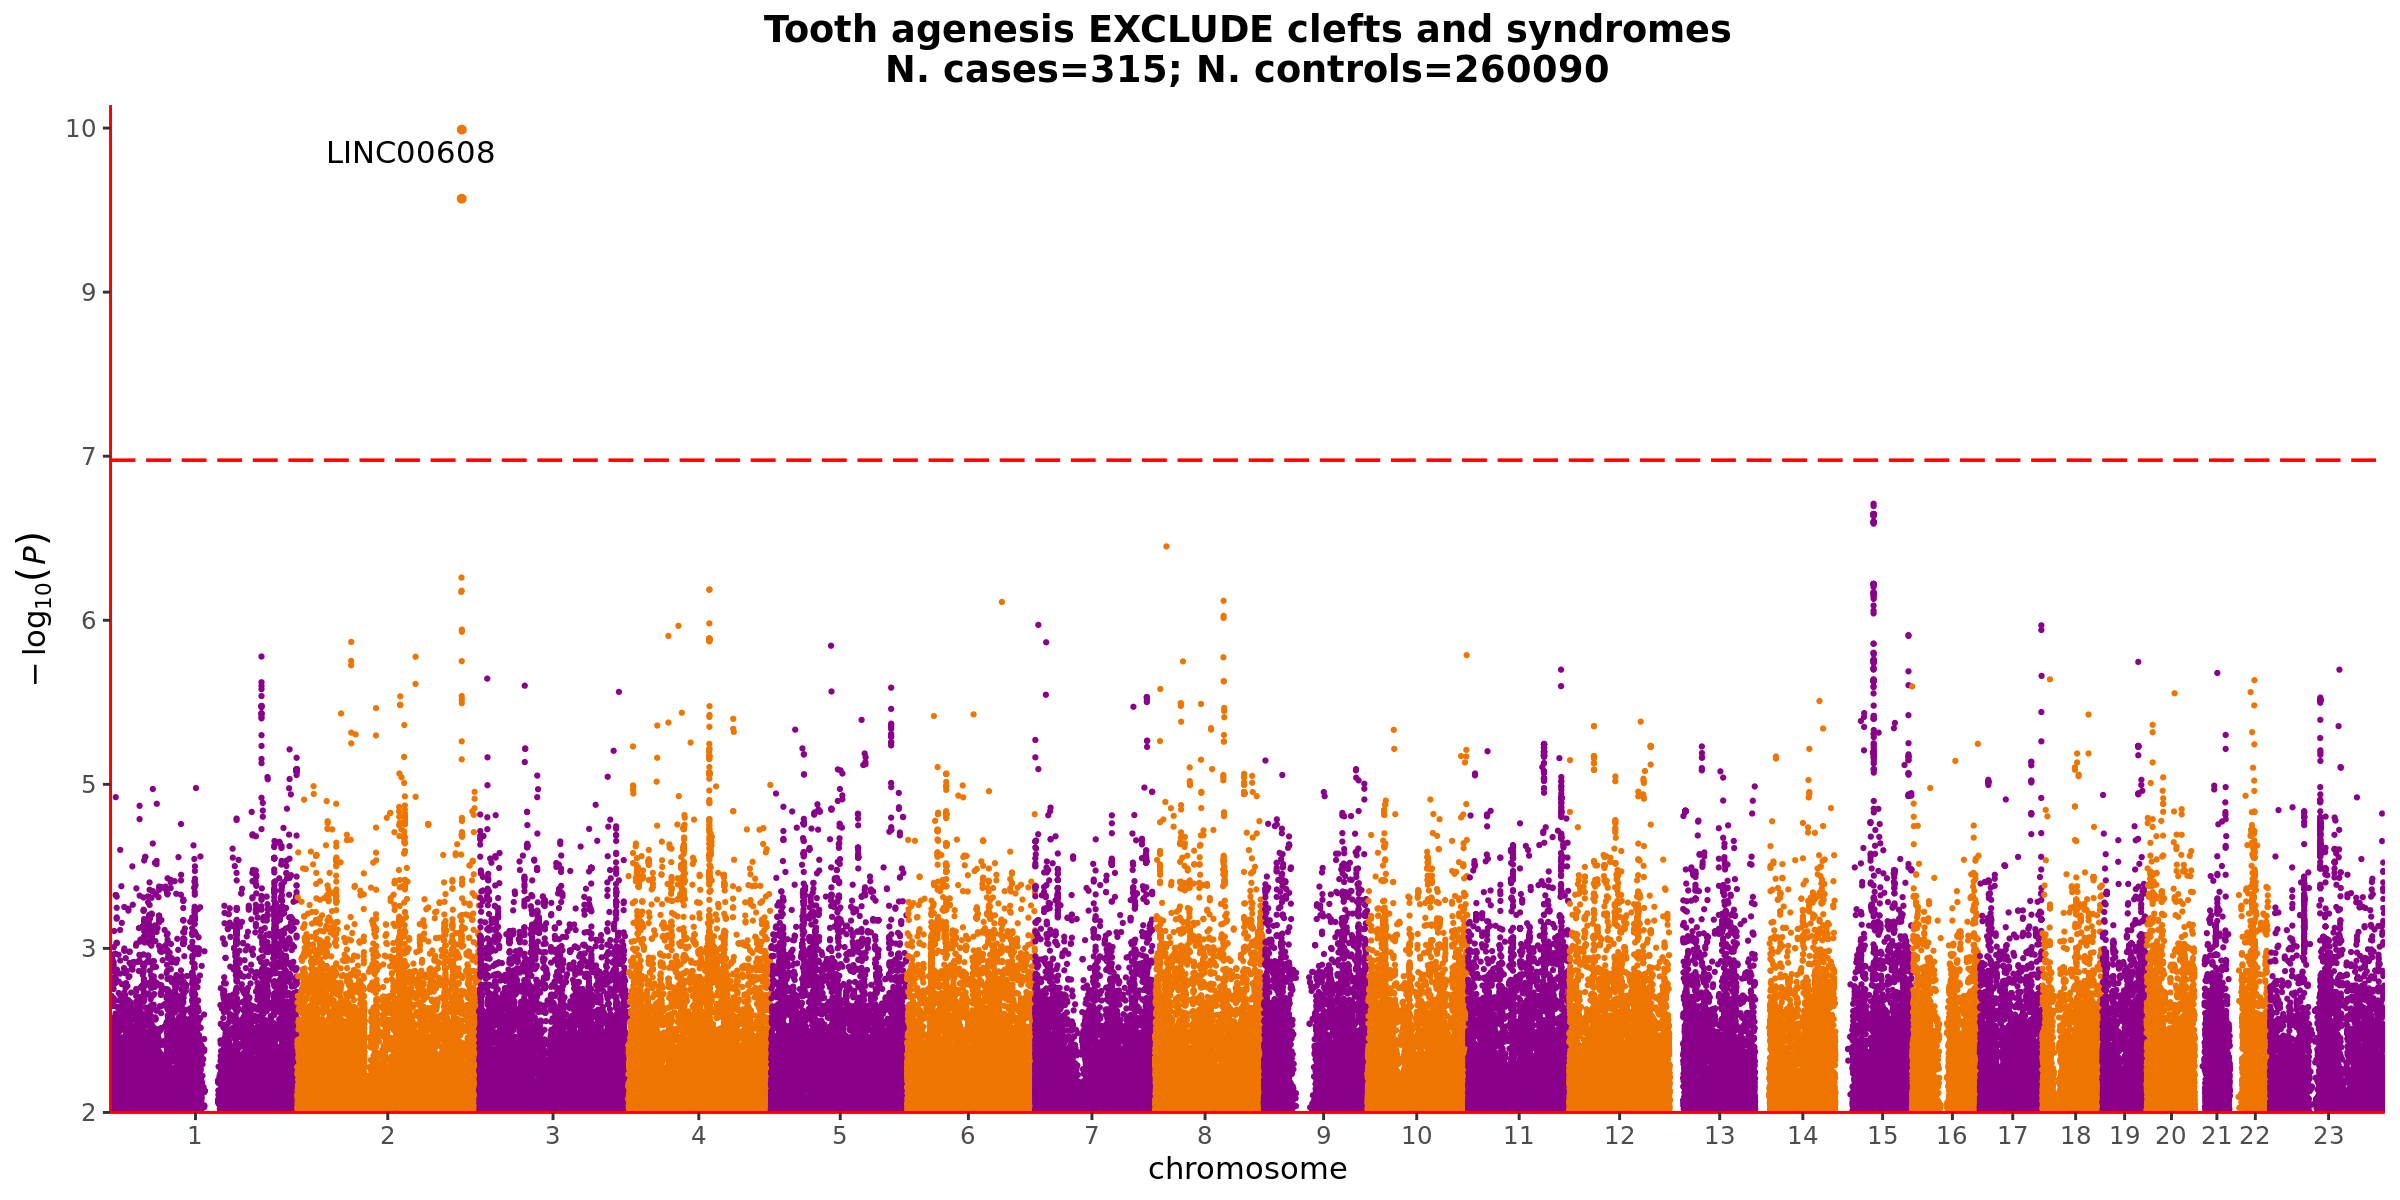 Tooth agenesis EXCLUDE clefts and syndromes
N. cases=315; N. controls=260090
10
LINC00608
9
7
6
5
3
2
−log10(P)
1 2 3 4 5 6 7 8 9 10 11 12 13 14 15 16 17 18 19 20 21 22 23
chromosome